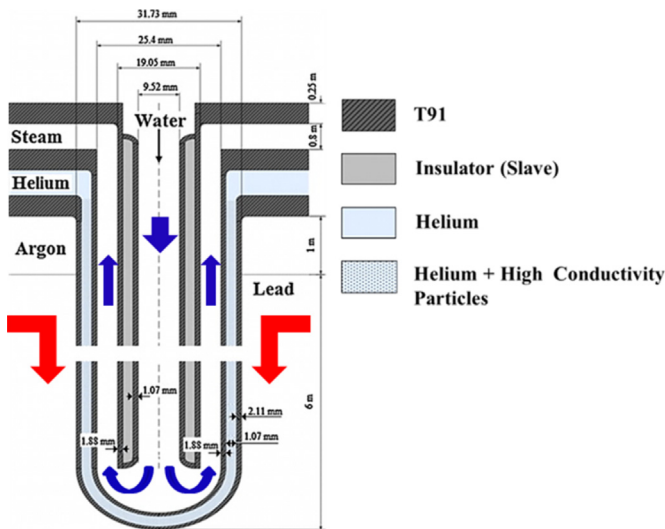 31.73 mm
25.4 mm
19.05 mm
9.52 mm
0.25 m
Water
Steam
0.8 m
Helium
Argon
1 m
Lead
1.07 mm
2.11 mm
1.88 mm
1.88 mm
1.07 mm
6 m
T91
Insulator (Slave)
Helium
Helium + High Conductivity
Particles